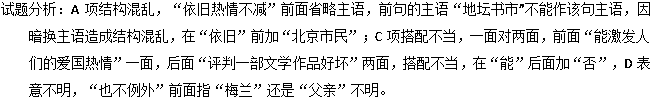 试题分析：A 项结构混乱，“依旧热情不减”前面省略主语，前句的主语“地坛书市”不能作该句主语，因
暗换主语造成结构混乱，在“依旧”前加“北京市民”；C 项搭配不当，一面对两面，前面“能激发人
们的爱国热情”一面，后面“评判一部文学作品好坏”两面，搭配不当，在“能”后面加“否”，D 表
意不明，“也不例外”前面指“梅兰”还是“父亲”不明。